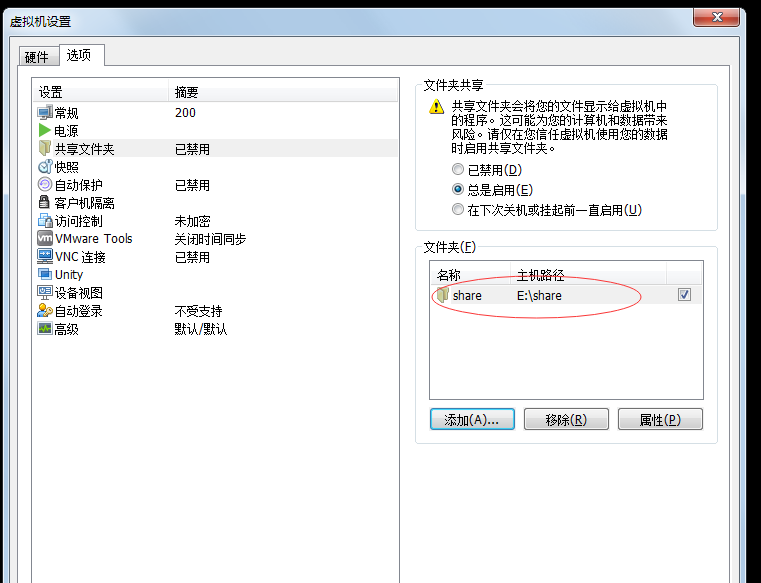 虚拟机设置
硬件 选项
设置 摘要
常规 200
电源
共享文件夹 已禁用
快照
自动保护 已禁用
客户机隔离
访问控制 未加密
VMware Tools 关闭时间同步
VNC 连接 已禁用
Unity
设备视图
自动登录 不受支持
高级 默认/默认
文件夹共享
共享文件夹会将您的文件显示给虚拟机中
的程序。这可能为您的计算机和数据带来
风险。请仅在您信任虚拟机使用您的数据
时启用共享文件夹。
已禁用(D)
总是启用(E)
在下次关机或挂起前一直启用(U)
文件夹(F)
名称 主机路径
share E:\share
添加(A)... 移除(R) 属性(P)